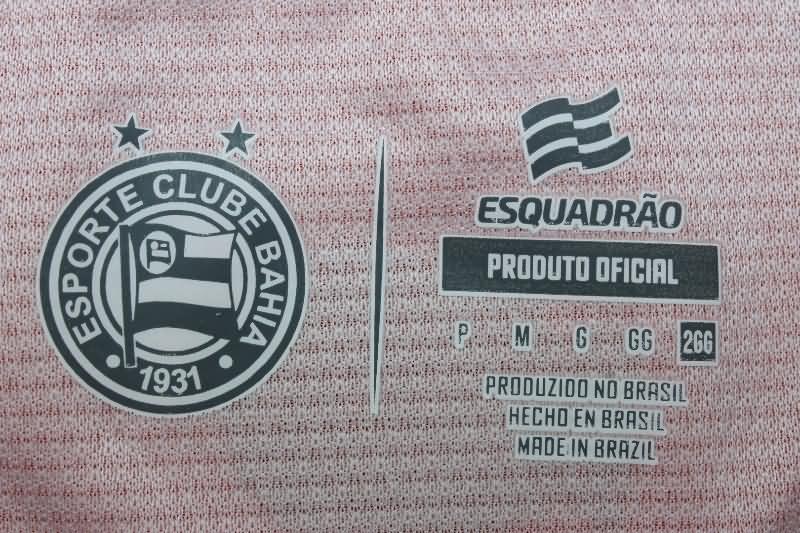 ESPORTE CLUBE BAHIA
1931
ESQUADRÃO
PRODUTO OFICIAL
P M G GG 2GG
PRODUZIDO NO BRASIL
HECHO EN BRASIL
MADE IN BRAZIL